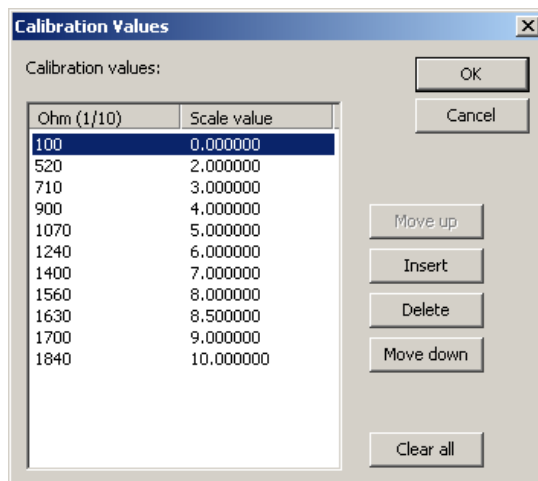 Calibration Values
Calibration values:
OK
Cancel
Ohm (1/10) Scale value
100 0.000000
520 2.000000
710 3.000000
900 4.000000
1070 5.000000
1240 6.000000
1400 7.000000
1560 8.000000
1630 8.500000
1700 9.000000
1840 10.000000
Move up
Insert
Delete
Move down
Clear all